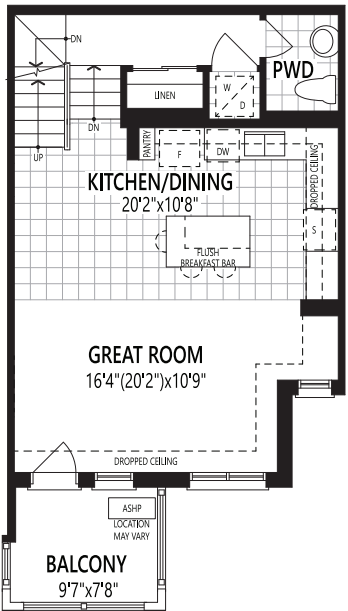 DN
PWD
W
D
LINEN
DN
UP
PANTRY
F
DW
DROPPED CEILING
KITCHEN/DINING
20'2"x10'8"
S
FLUSH
BREAKFAST BAR
GREAT ROOM
16'4"(20'2")x10'9"
DROPPED CEILING
ASHP
LOCATION
MAY VARY
BALCONY
9'7"x7'8"